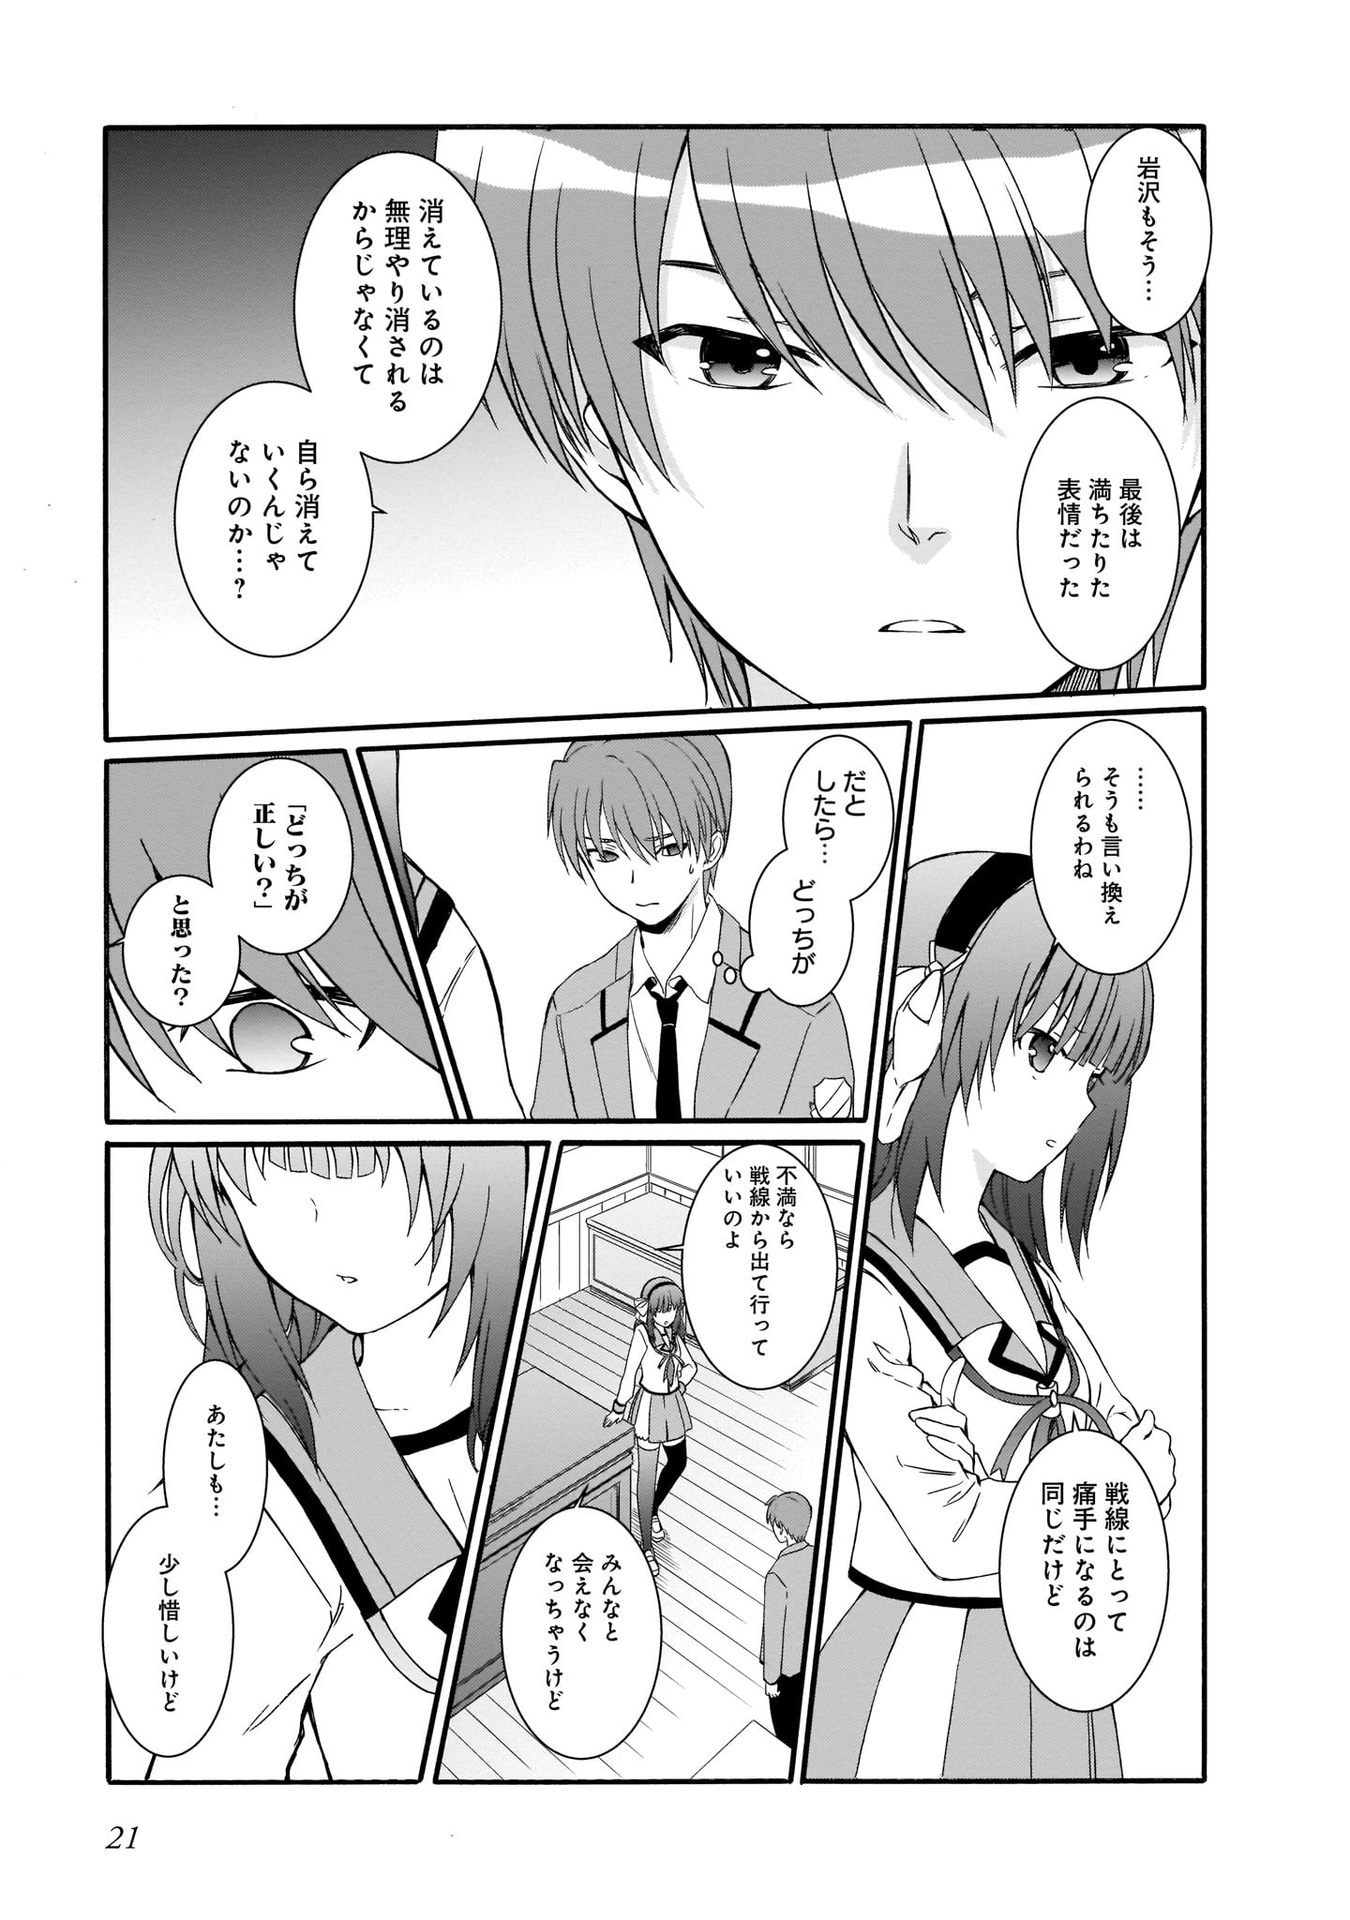 岩沢もそう…
最後は
満ちたりた
表情だった
消えているのは
無理やり消される
からじゃなくて
自ら消えて
いくんじゃ
ないのか…?
……
そうも言い換え
られるわね
戦線にとって
痛手になるのは
同じだけど
だと
したら…
どっちが
「どっちが
正しい?」
と思った?
不満なら
戦線から出て行って
いいのよ
みんなと
会えなく
なっちゃうけど
あたしも…
少し惜しいけど
21